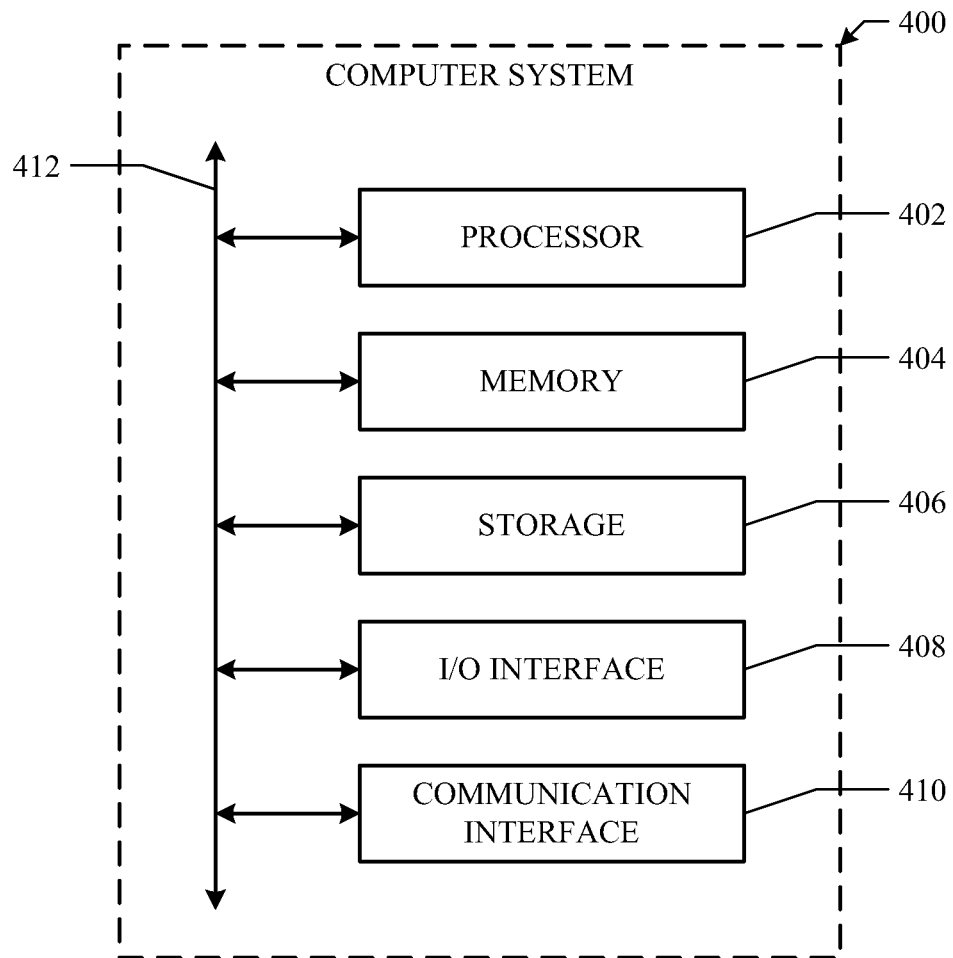 400
COMPUTER SYSTEM
412
402
PROCESSOR
404
MEMORY
406
STORAGE
408
I/O INTERFACE
410
COMMUNICATION
INTERFACE